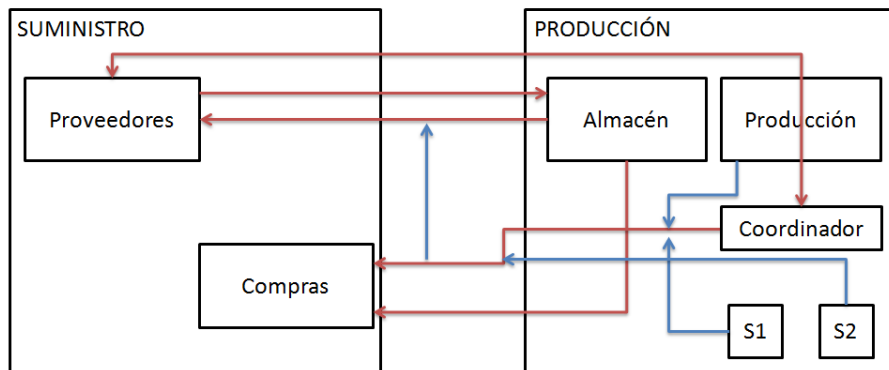 SUMINISTRO
PRODUCCIÓN
Proveedores
Almacén
Producción
Coordinador
Compras
S1
S2